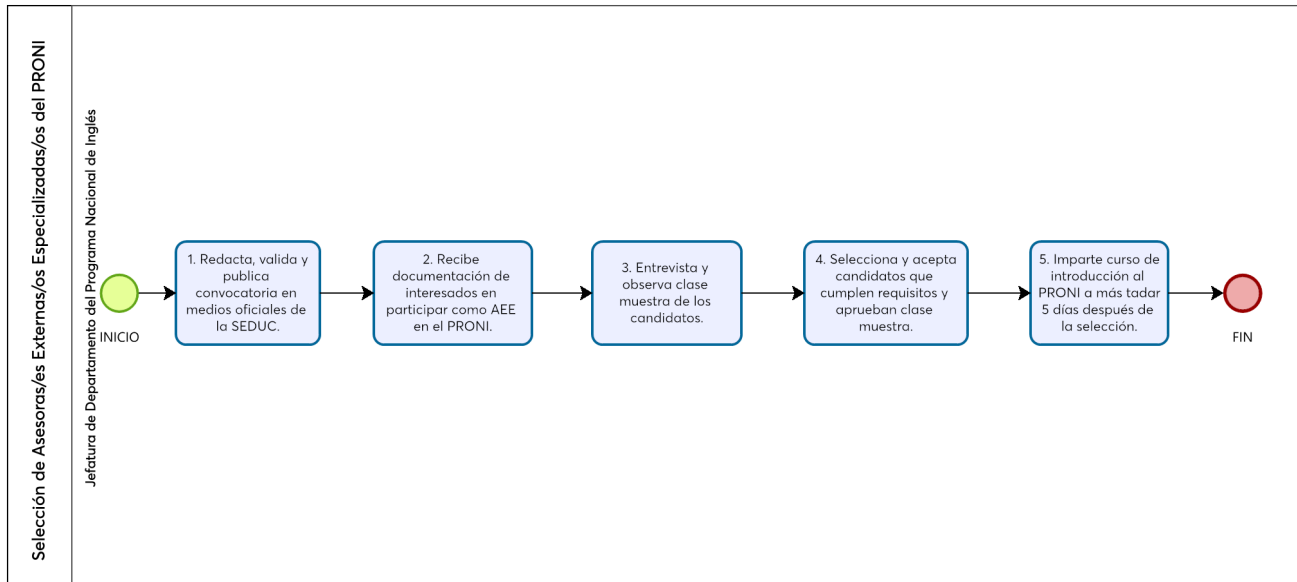 Selección de Asesoras/es Externas/os Especializadas/os del PRONI
Jefatura de Departamento del Programa Nacional de Inglés
INICIO
1. Redacta, valida y
publica
convocatoria en
medios oficiales de
la SEDUC.
2. Recibe
documentación de
interesados en
participar como AEE
en el PRONI.
3. Entrevista y
observa clase
muestra de los
candidatos.
4. Selecciona y acepta
candidatos que
cumplen requisitos y
aprueban clase
muestra.
5. Imparte curso de
introducción al
PRONI a más tadar
5 días después de
la selección.
FIN